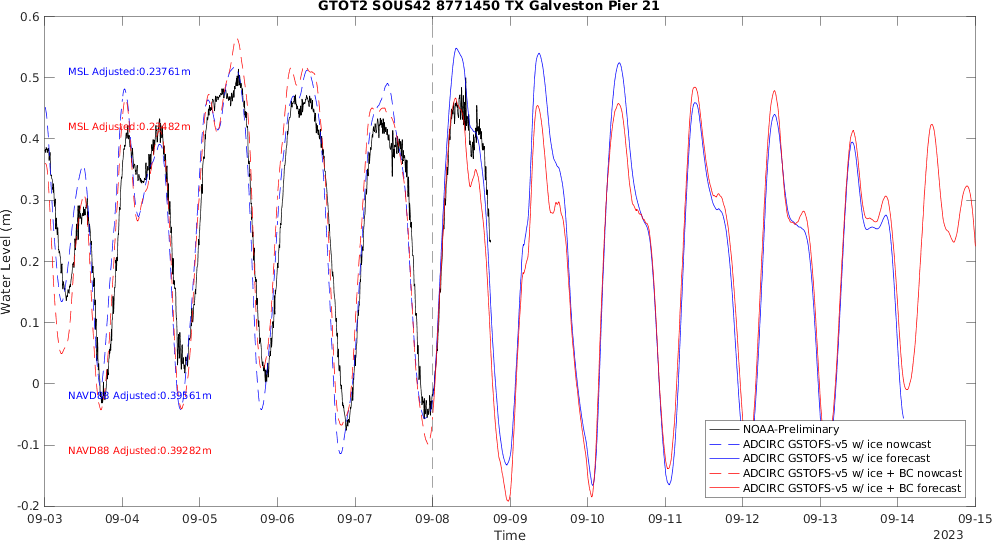 GTOT2 SOUS42 8771450 TX Galveston Pier 21
0.6
0.5
0.4
0.3
0.2
0.1
0
-0.1
-0.2
Water Level (m)
MSL Adjusted:0.23761m
NAVD88 Adjusted:0.39561m
NAVD88 Adjusted:0.39282m
MSL Adjusted:
NOAA-Preliminary
ADCIRC GSTOFS-v5 w/ ice nowcast
ADCIRC GSTOFS-v5 w/ ice forecast
ADCIRC GSTOFS-v5 w/ ice + BC nowcast
ADCIRC GSTOFS-v5 w/ ice + BC forecast
09-03
09-04
09-05
09-06
09-07
09-08
09-09
09-10
09-11
09-12
09-13
09-14
09-15
Time
2023